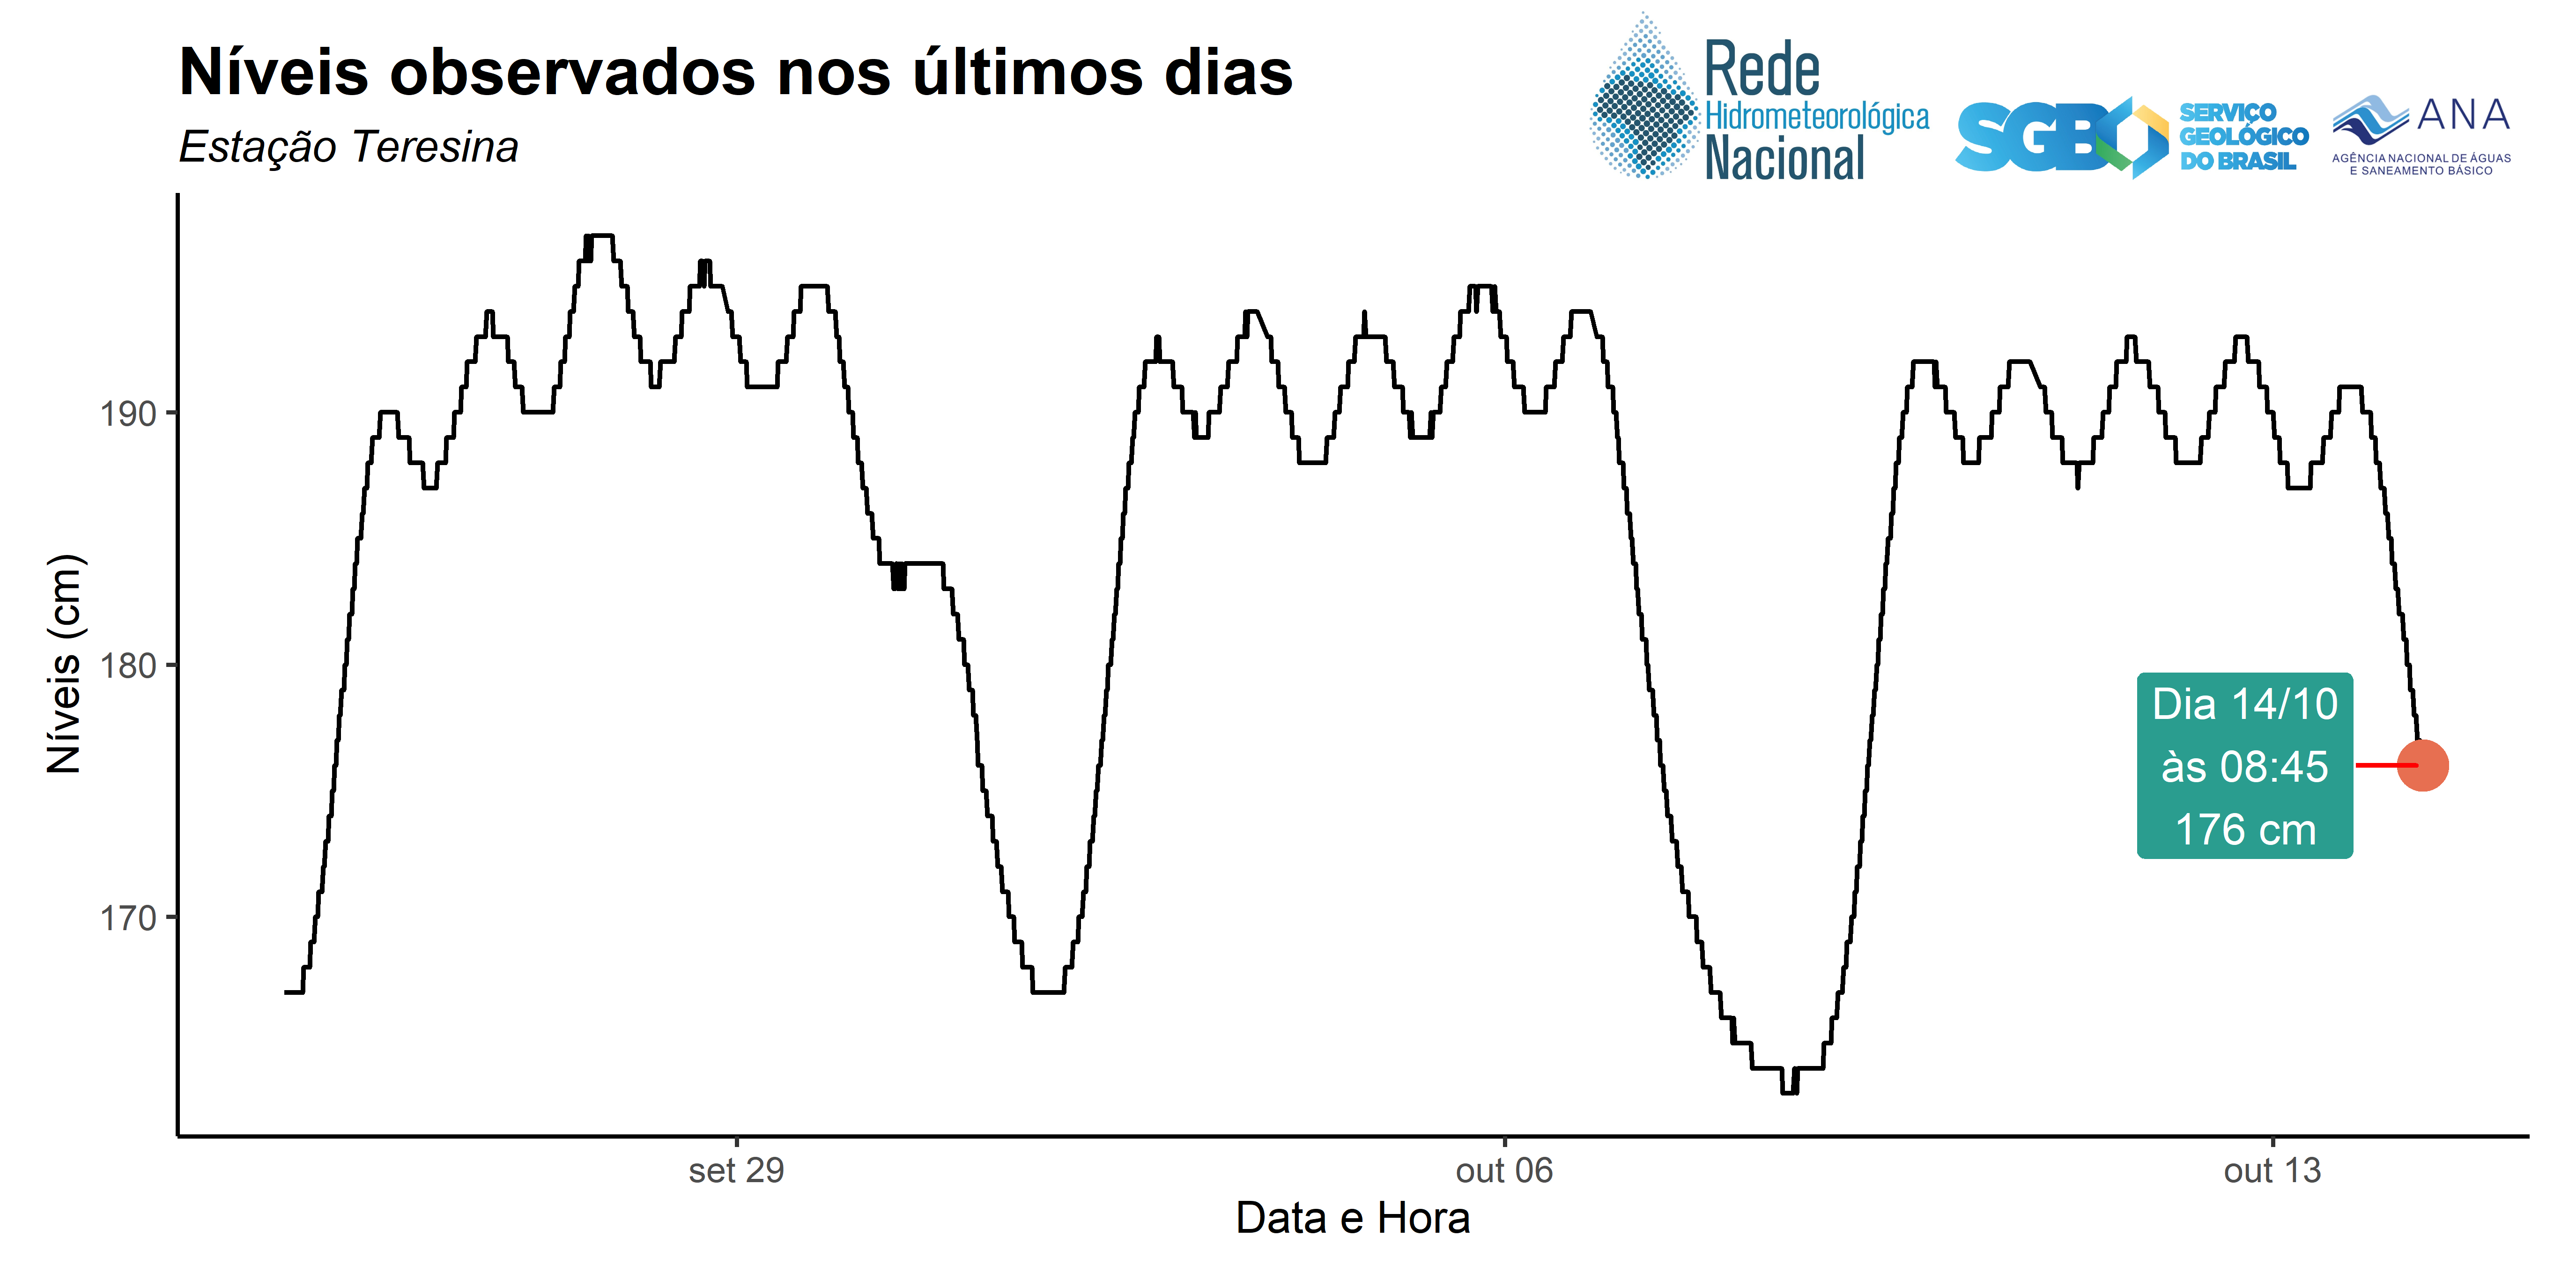 Níveis observados nos últimos dias
Estação Teresina
Rede
Hidrometeorológica
Nacional
SGB
SERVIÇO
GEOLÓGICO
DO BRASIL
ANA
AGÊNCIA NACIONAL DE ÁGUAS
E SANEAMENTO BÁSICO
Níveis (cm)
190
180
170
Dia 14/10
às 08:45
176 cm
set 29
out 06
out 13
Data e Hora